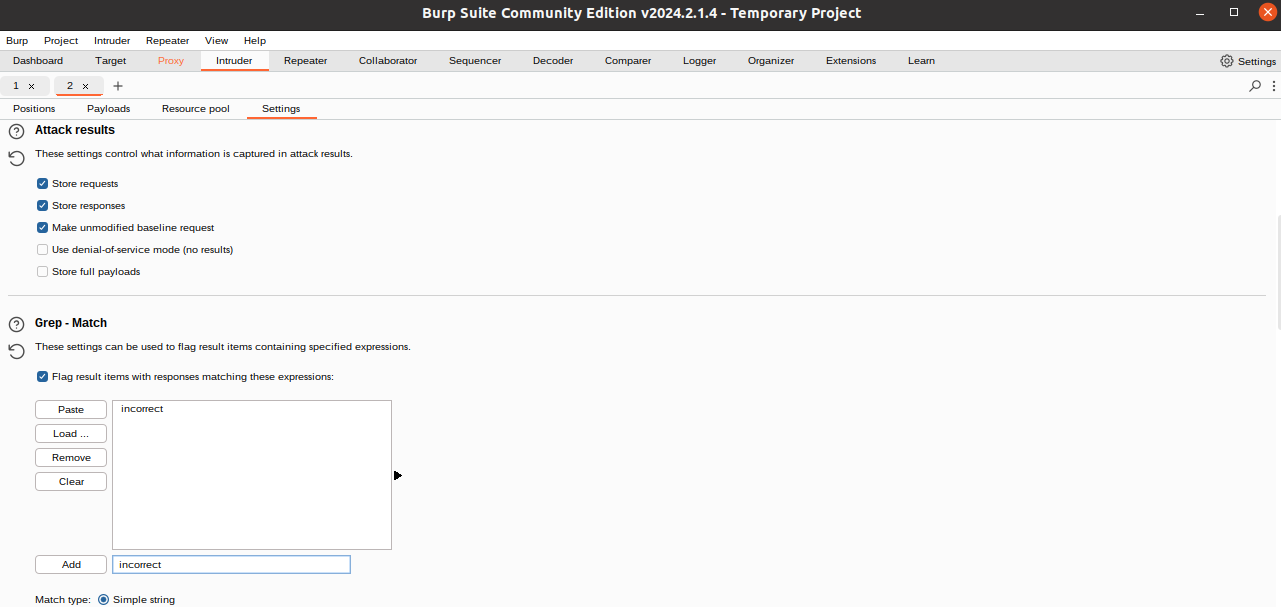 Burp Suite Community Edition v2024.2.1.4 - Temporary Project
Burp Project Intruder Repeater View Help
Dashboard Target Proxy Intruder Repeater Collaborator Sequencer Decoder Comparer Logger Organizer Extensions Learn Settings
1 × 2 × +
Positions Payloads Resource pool Settings
Attack results
These settings control what information is captured in attack results.
Store requests
Store responses
Make unmodified baseline request
Use denial-of-service mode (no results)
Store full payloads
Grep - Match
These settings can be used to flag result items containing specified expressions.
Flag result items with responses matching these expressions:
Paste incorrect
Load ...
Remove
Clear
Add incorrect
Match type: Simple string